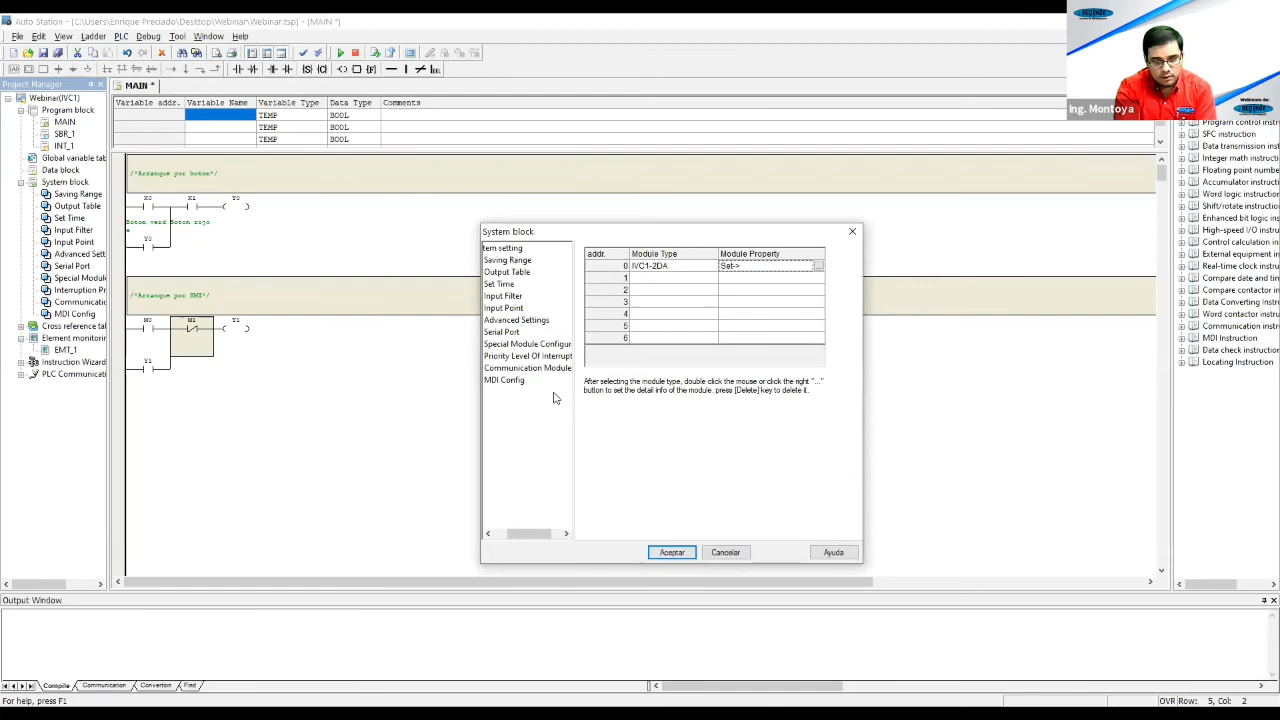 Auto Station - [C:\Users\Enrique Preciado\Desktop\Webinar\Webinar.tsp] - [MAIN *]
File Edit View Ladder PLC Debug Tool Window Help
Project Manager
Webinar(IVC1)
Program block
MAIN
SBR_1
INT_1
Global variable tab
Data block
System block
Saving Range
Output Table
Set Time
Input Filter
Input Point
Advanced Sett
Serial Port
Special Module
Interruption Pr
Communicatio
MDI Config
Cross reference table
Element monitoring
EMT_1
Instruction Wizard
PLC Communicati
MAIN *
Variable addr. Variable Name Variable Type Data Type Comments
TEMP BOOL
TEMP BOOL
TEMP BOOL
/*Arranque por boton*/
X0 X1 Y0
Boton verd Boton rojo
e
Y0
/*Arranque por HMI*/
M0 M1 Y1
Y1
System block
tem setting
Saving Range
Output Table
Set Time
Input Filter
Input Point
Advanced Settings
Serial Port
Special Module Configur
Priority Level Of Interrupt
Communication Module
MDI Config
addr. Module Type Module Property
0 IVC1-2DA Set-> ...
1
2
3
4
5
6
After selecting the module type, double click the mouse or click the right "..."
button to set the detail info of the module, press [Delete] key to delete it.
Aceptar Cancelar Ayuda
Ing. Montoya
Program control instr
SFC instruction
Data transmission instr
Integer math instructi
Floating point number
Accumulator instructi
Word logic instruction
Shift/rotate instructio
Enhanced bit logic ins
High-speed I/O instru
Control calculation in
External equipment in
Real-time clock instru
Compare date and tim
Compare contactor in
Data Converting Instr
Communication instru
MDI Instruction
Data check instructio
Locating Instruction
Output Window
Compile Communication Convertion Find
For help, press F1
OVR Row: 5, Col: 2